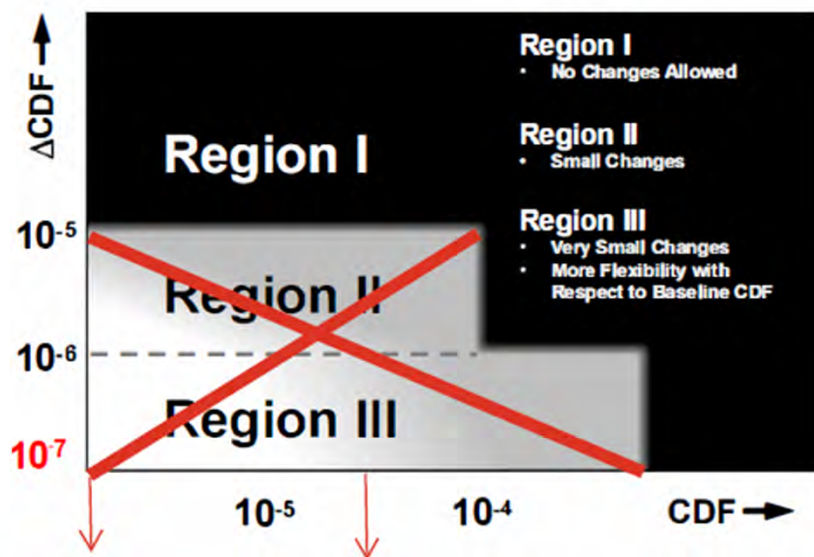 ΔCDF
Region I
• No Changes Allowed
Region II
• Small Changes
Region III
• Very Small Changes
• More Flexibility with
Respect to Baseline CDF
Region I
10⁻⁵
Region II
10⁻⁶
Region III
10⁻⁷
10⁻⁵
10⁻⁴
CDF